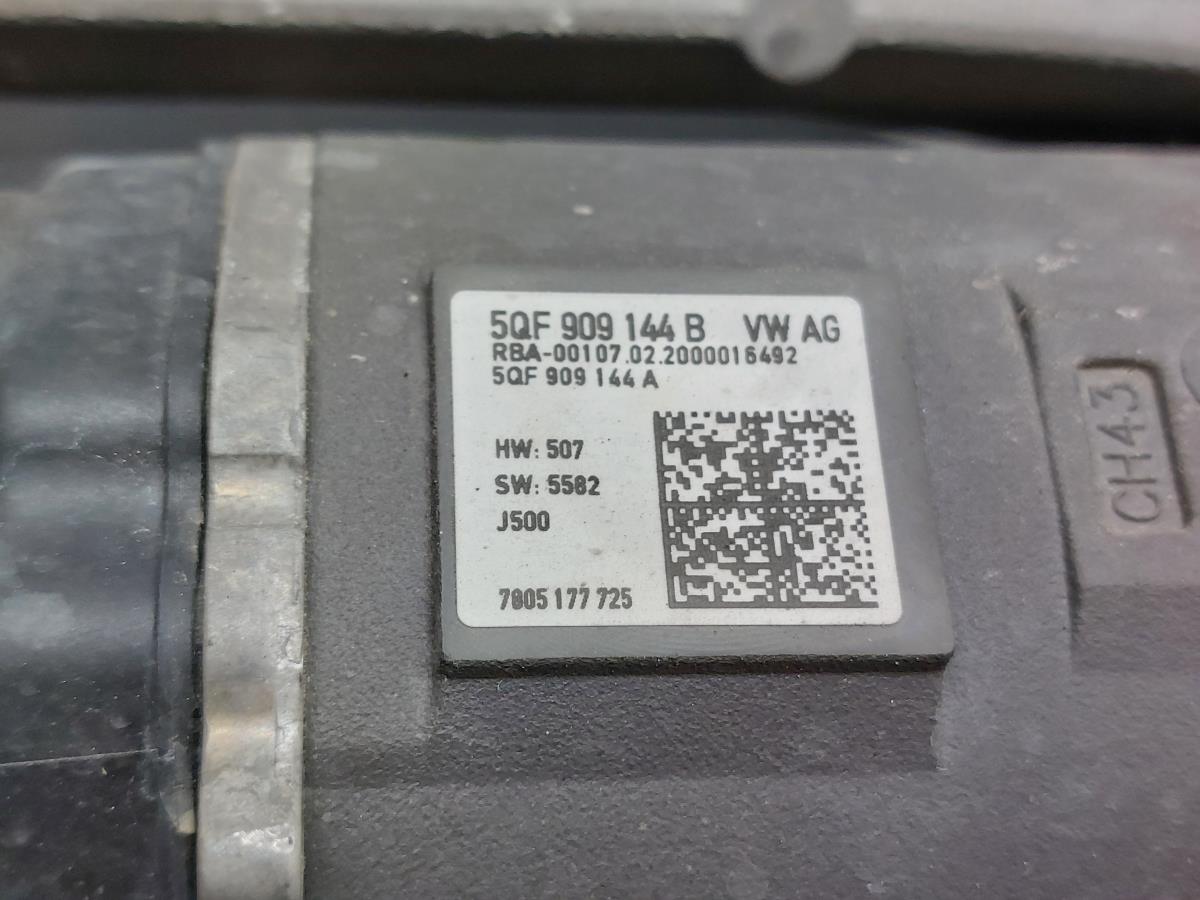 5QF 909 144 B VW AG
RBA-00107.02.2000016492
5QF 909 144 A
HW: 507
SW: 5582
J500
7805 177 725
CH43